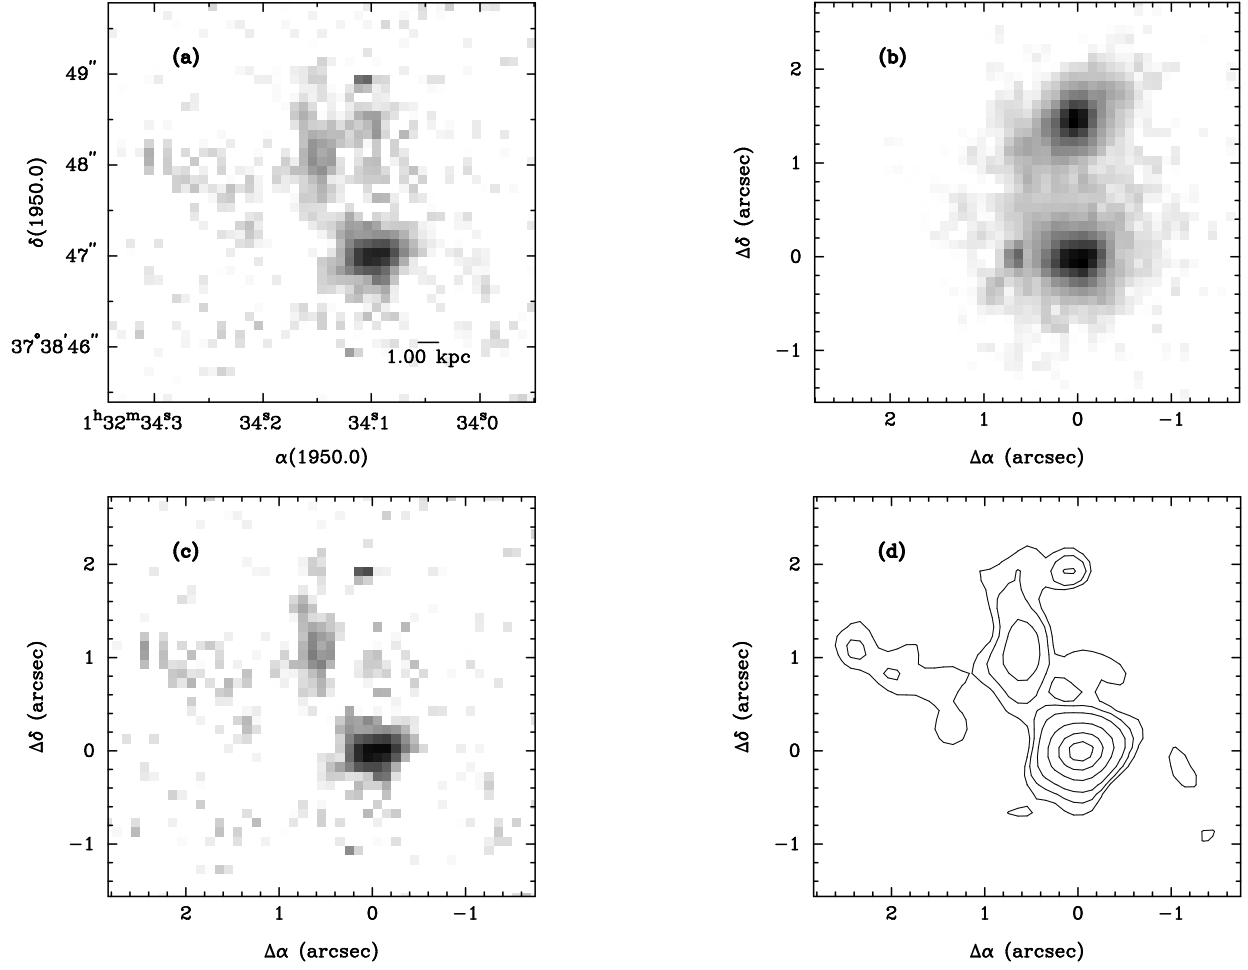 (a)
49″
48″
47″
37°38′46″
δ(1950.0)
1.00 kpc
1ʰ32ᵐ34ˢ.3
34ˢ.2
34ˢ.1
34ˢ.0
α(1950.0)
(b)
2
1
0
−1
Δδ (arcsec)
2
1
0
−1
Δα (arcsec)
(c)
2
1
0
−1
Δδ (arcsec)
2
1
0
−1
Δα (arcsec)
(d)
2
1
0
−1
Δδ (arcsec)
2
1
0
−1
Δα (arcsec)